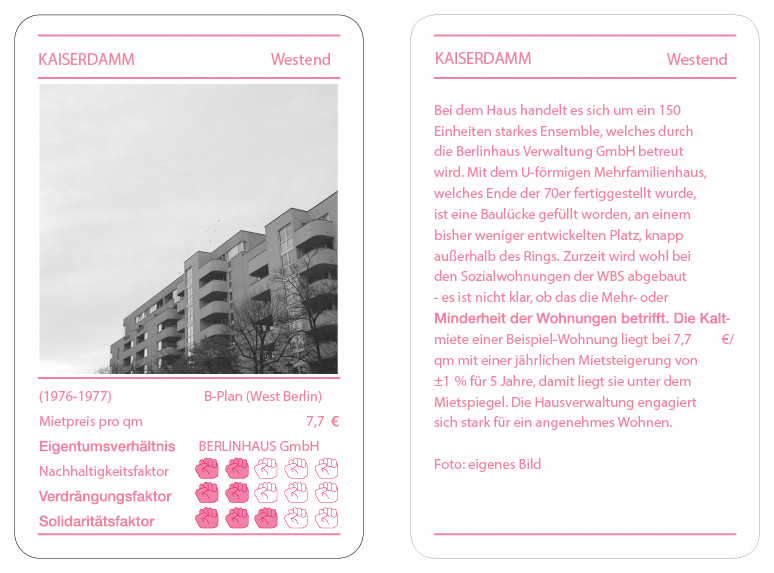 KAISERDAMM Westend
(1976-1977) B-Plan (West Berlin)
Mietpreis pro qm 7,7 €
Eigentumsverhältnis BERLINHAUS GmbH
Nachhaltigkeitsfaktor
Verdrängungsfaktor
Solidaritätsfaktor
KAISERDAMM Westend
Bei dem Haus handelt es sich um ein 150
Einheiten starkes Ensemble, welches durch
die Berlinhaus Verwaltung GmbH betreut
wird. Mit dem U-förmigen Mehrfamilienhaus,
welches Ende der 70er fertiggestellt wurde,
ist eine Baulücke gefüllt worden, an einem
bisher weniger entwickelten Platz, knapp
außerhalb des Rings. Zurzeit wird wohl bei
den Sozialwohnungen der WBS abgebaut
- es ist nicht klar, ob das die Mehr- oder
Minderheit der Wohnungen betrifft. Die Kalt-
miete einer Beispiel-Wohnung liegt bei 7,7 €/
qm mit einer jährlichen Mietsteigerung von
±1 % für 5 Jahre, damit liegt sie unter dem
Mietspiegel. Die Hausverwaltung engagiert
sich stark für ein angenehmes Wohnen.
Foto: eigenes Bild